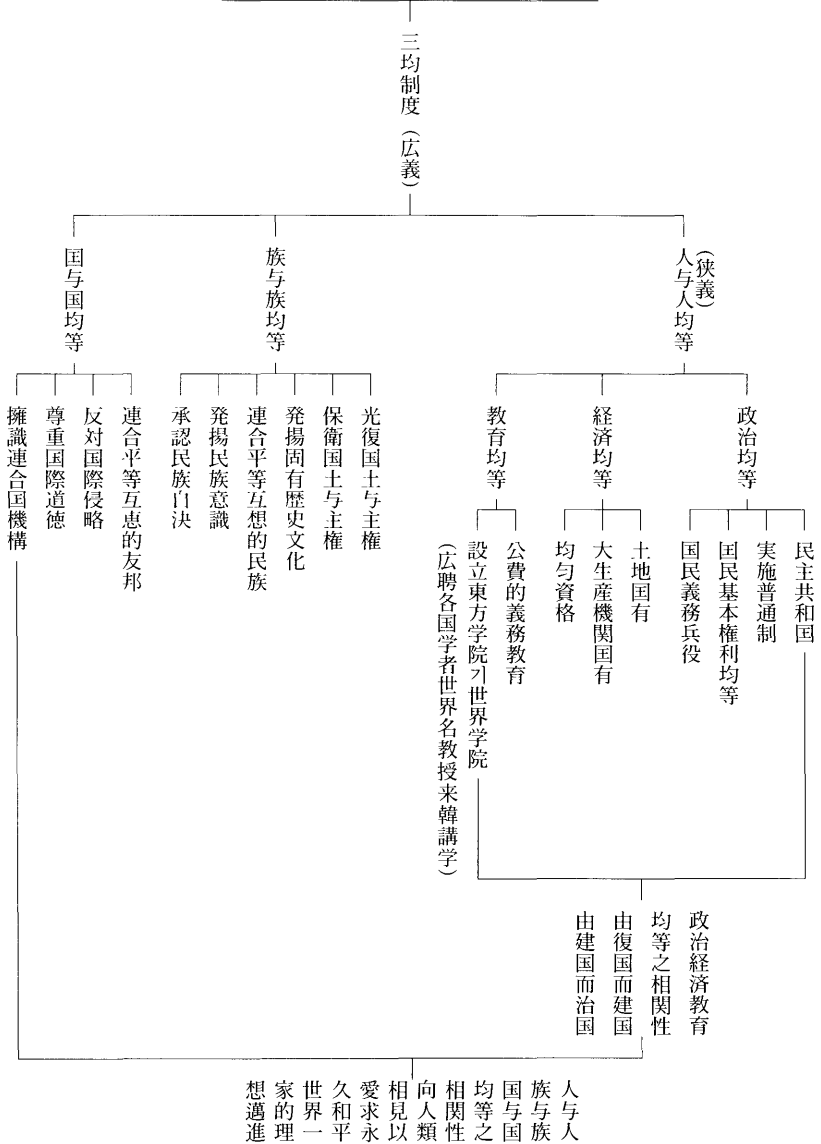 三均制度（広義）
（狭義）
人与人均等
族与族均等
国与国均等
政治均等
経済均等
教育均等
民主共和国
実施普通制
国民基本権利均等
国民義務兵役
土地国有
大生産機関国有
均匀資格
公費的義務教育
設立東方学院기世界学院
（広聘各国学者世界名教授来韓講学）
光復国土与主権
保衛国土与主権
発揚固有歴史文化
連合平等互想的民族
発揚民族意識
承認民族自決
連合平等互恵的友邦
反対国際侵略
尊重国際道徳
擁識連合国機構
政治経済教育
均等之相関性
由復国而建国
由建国而治国
人与人
族与族
国与国
均等之
相関性
向人類
相見以
愛求永
久和平
世界一
家的理
想邁進